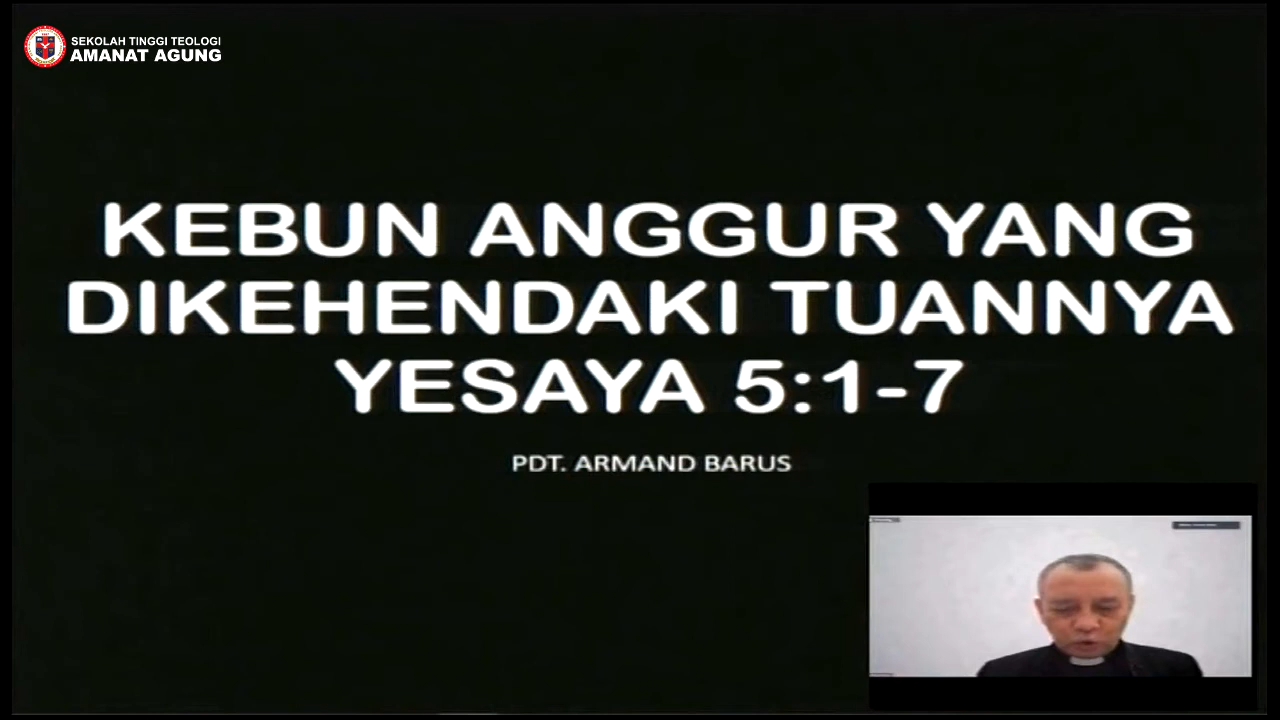 SEKOLAH TINGGI TEOLOGI
AMANAT AGUNG
KEBUN ANGGUR YANG
DIKEHENDAKI TUANNYA
YESAYA 5:1-7
PDT. ARMAND BARUS